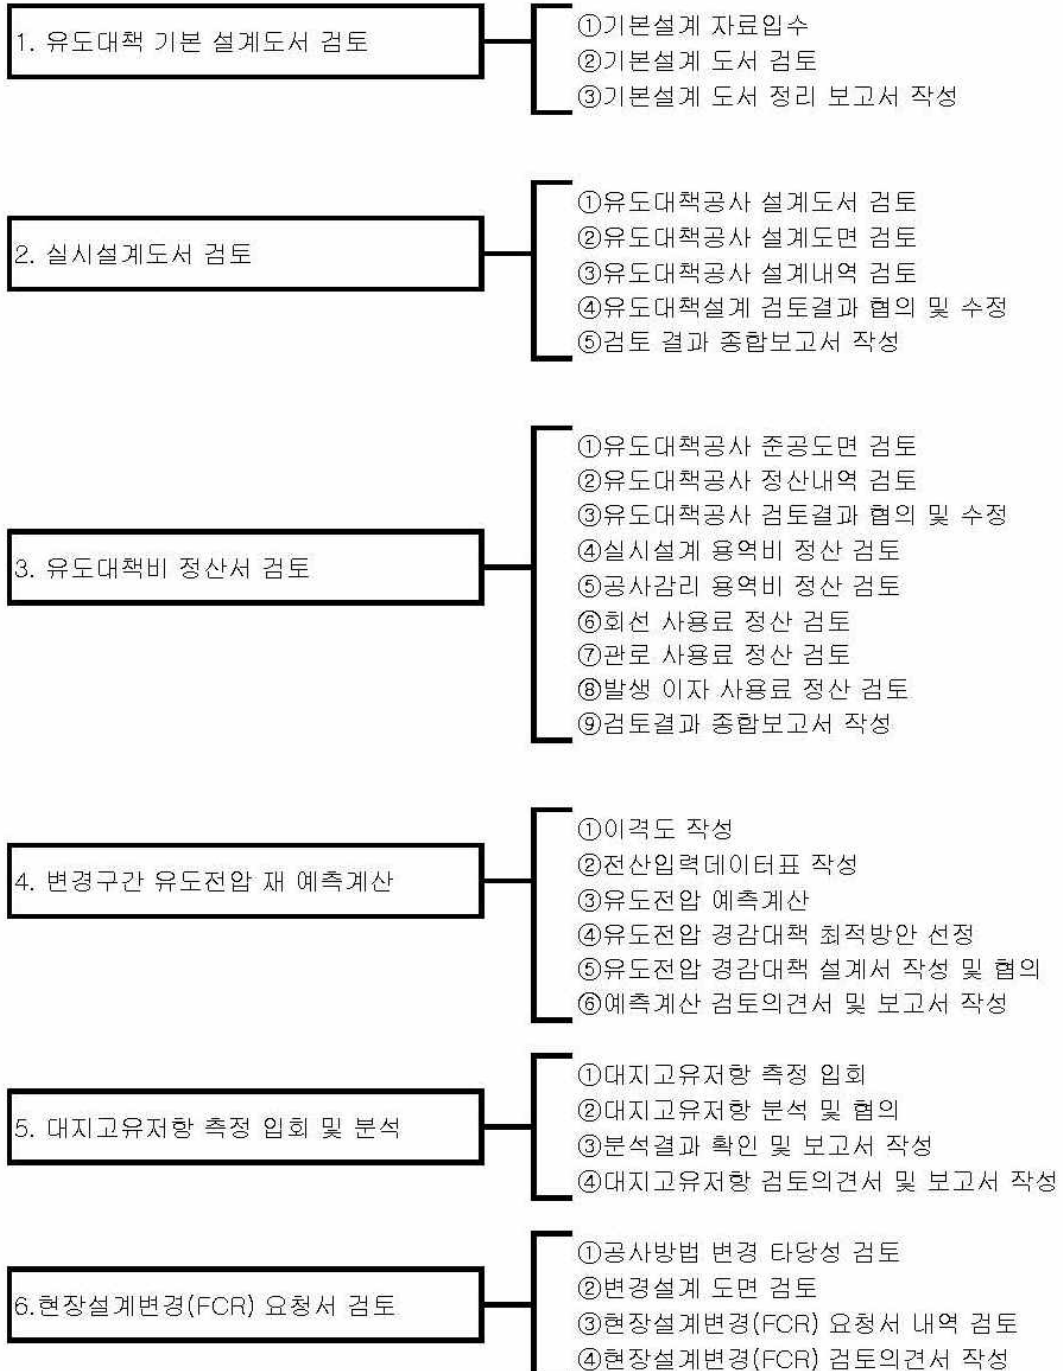 1. 유도대책 기본 설계도서 검토
①기본설계 자료입수
②기본설계 도서 검토
③기본설계 도서 정리 보고서 작성
2. 실시설계도서 검토
①유도대책공사 설계도서 검토
②유도대책공사 설계도면 검토
③유도대책공사 설계내역 검토
④유도대책설계 검토결과 협의 및 수정
⑤검토 결과 종합보고서 작성
3. 유도대책비 정산서 검토
①유도대책공사 준공도면 검토
②유도대책공사 정산내역 검토
③유도대책공사 검토결과 협의 및 수정
④실시설계 용역비 정산 검토
⑤공사감리 용역비 정산 검토
⑥회선 사용료 정산 검토
⑦관로 사용료 정산 검토
⑧발생 이자 사용료 정산 검토
⑨검토결과 종합보고서 작성
4. 변경구간 유도전압 재 예측계산
①이격도 작성
②전산입력데이터표 작성
③유도전압 예측계산
④유도전압 경감대책 최적방안 선정
⑤유도전압 경감대책 설계서 작성 및 협의
⑥예측계산 검토의견서 및 보고서 작성
5. 대지고유저항 측정 입회 및 분석
①대지고유저항 측정 입회
②대지고유저항 분석 및 협의
③분석결과 확인 및 보고서 작성
④대지고유저항 검토의견서 및 보고서 작성
6.현장설계변경(FCR) 요청서 검토
①공사방법 변경 타당성 검토
②변경설계 도면 검토
③현장설계변경(FCR) 요청서 내역 검토
④현장설계변경(FCR) 검토의견서 작성